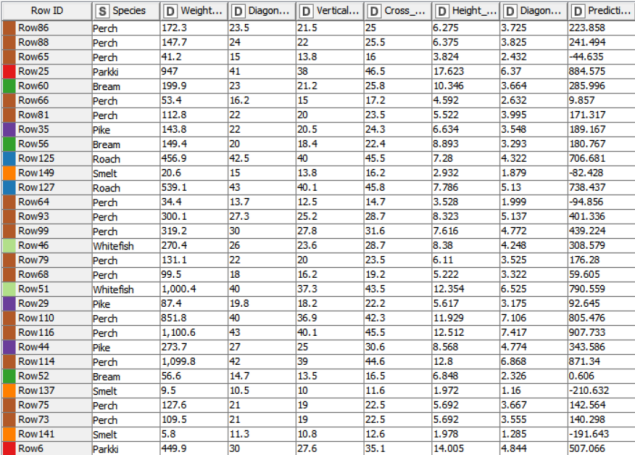 Row ID S Species D Weight... D Diagon... D Vertical... D Cross_... D Height_... D Diagon... D Predicti...
Row86 Perch 172.3 23.5 21.5 25 6.275 3.725 223.858
Row88 Perch 147.7 24 22 25.5 6.375 3.825 241.494
Row65 Perch 41.2 15 13.8 16 3.824 2.432 -44.635
Row25 Parkki 947 41 38 46.5 17.623 6.37 884.575
Row60 Bream 199.9 23 21.2 25.8 10.346 3.664 285.996
Row66 Perch 53.4 16.2 15 17.2 4.592 2.632 9.857
Row81 Perch 112.8 22 20 23.5 5.522 3.995 171.317
Row35 Pike 143.8 22 20.5 24.3 6.634 3.548 189.167
Row56 Bream 149.4 20 18.4 22.4 8.893 3.293 180.767
Row125 Roach 456.9 42.5 40 45.5 7.28 4.322 706.681
Row149 Smelt 20.6 15 13.8 16.2 2.932 1.879 -82.428
Row127 Roach 539.1 43 40.1 45.8 7.786 5.13 738.437
Row64 Perch 34.4 13.7 12.5 14.7 3.528 1.999 -94.856
Row93 Perch 300.1 27.3 25.2 28.7 8.323 5.137 401.336
Row99 Perch 319.2 30 27.8 31.6 7.616 4.772 439.224
Row46 Whitefish 270.4 26 23.6 28.7 8.38 4.248 308.579
Row79 Perch 131.1 22 20 23.5 6.11 3.525 176.28
Row68 Perch 99.5 18 16.2 19.2 5.222 3.322 59.605
Row51 Whitefish 1,000.4 40 37.3 43.5 12.354 6.525 790.559
Row29 Pike 87.4 19.8 18.2 22.2 5.617 3.175 92.645
Row110 Perch 851.8 40 36.9 42.3 11.929 7.106 805.476
Row116 Perch 1,100.6 43 40.1 45.5 12.512 7.417 907.733
Row44 Pike 273.7 27 25 30.6 8.568 4.774 343.586
Row114 Perch 1,099.8 42 39 44.6 12.8 6.868 871.34
Row52 Bream 56.6 14.7 13.5 16.5 6.848 2.326 0.606
Row137 Smelt 9.5 10.5 10 11.6 1.972 1.16 -210.632
Row75 Perch 127.6 21 19 22.5 5.692 3.667 142.564
Row73 Perch 109.5 21 19 22.5 5.692 3.555 140.298
Row141 Smelt 5.8 11.3 10.8 12.6 1.978 1.285 -191.643
Row6 Parkki 449.9 30 27.6 35.1 14.005 4.844 507.066